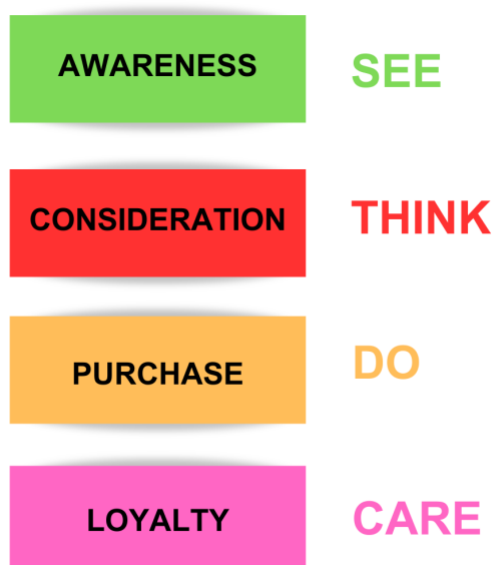 AWARENESS SEE
CONSIDERATION THINK
PURCHASE DO
LOYALTY CARE